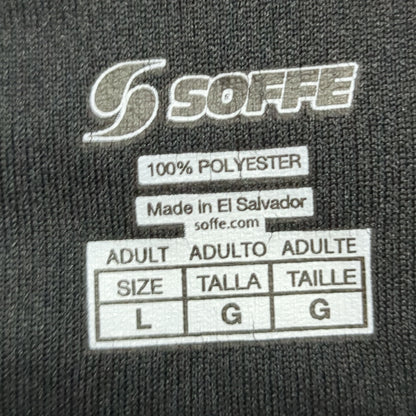 SOFFE
100% POLYESTER
Made in El Salvador
soffe.com
ADULT ADULTO ADULTE
SIZE TALLA TAILLE
L G G